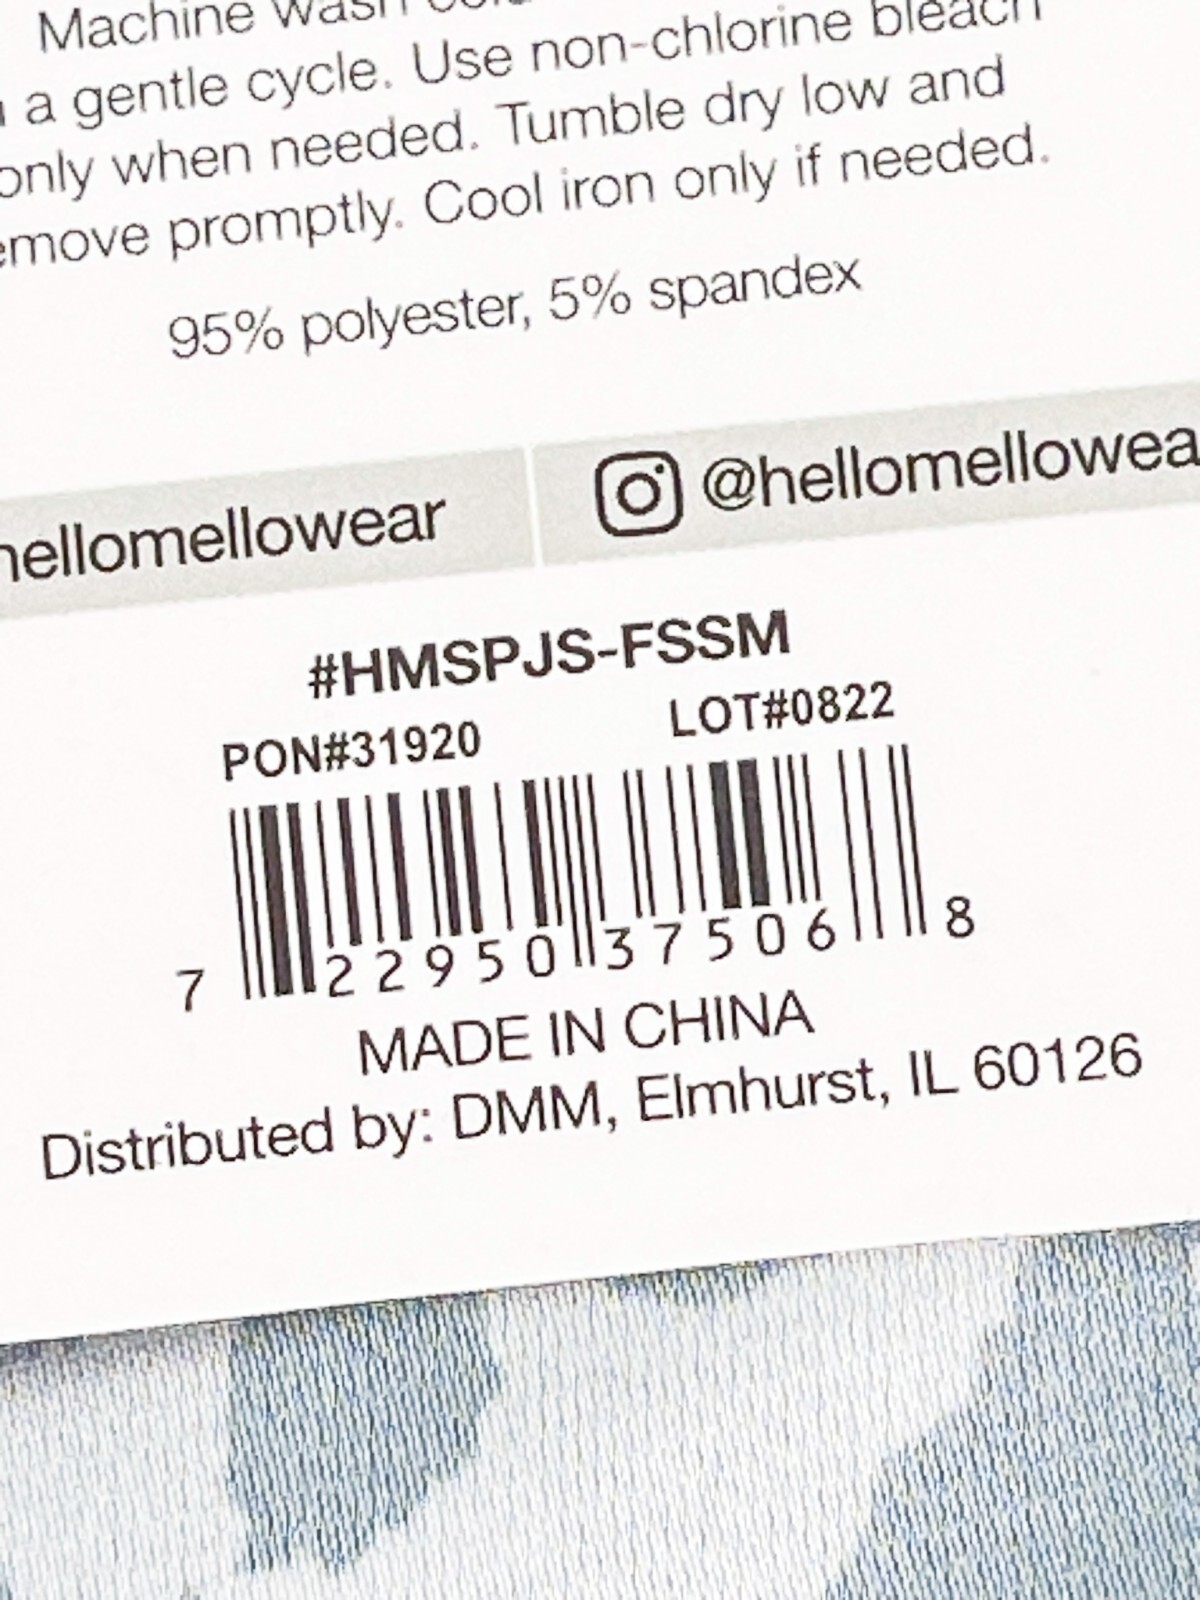 Machine wash
a gentle cycle. Use non-chlorine bleach
only when needed. Tumble dry low and
emove promptly. Cool iron only if needed.
95% polyester, 5% spandex
hellomellowear
@hellomellowea
#HMSPJS-FSSM
PON#31920
LOT#0822
7 22950 37506 8
MADE IN CHINA
Distributed by: DMM, Elmhurst, IL 60126